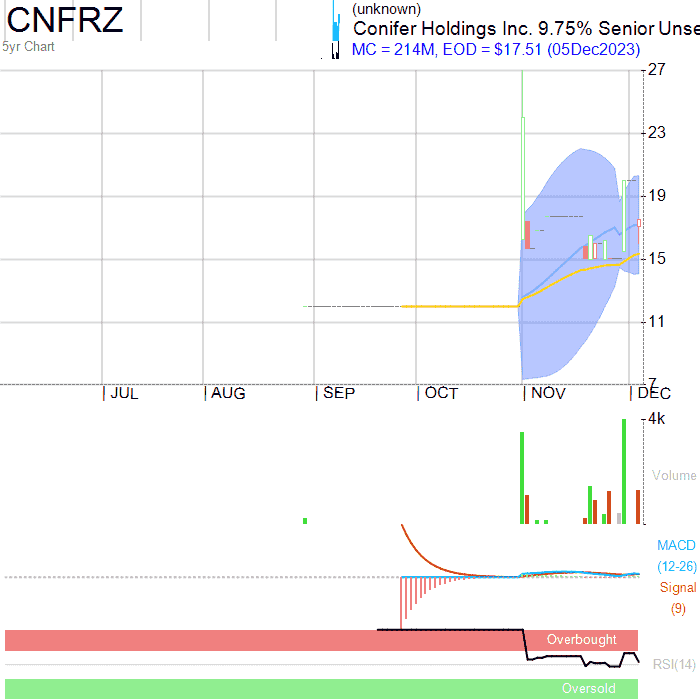 CNFRZ
5yr Chart
(unknown)
Conifer Holdings Inc. 9.75% Senior Unse
MC = 214M, EOD = $17.51 (05Dec2023)
27
23
19
15
11
7
JUL AUG SEP OCT NOV DEC
4k
Volume
MACD
(12-26)
Signal
(9)
Overbought
RSI(14)
Oversold